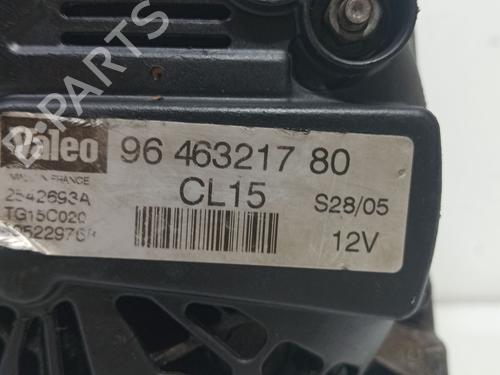 Valeo
96 463217 80
MADE IN FRANCE
CL15
S28/05
2542693A
TG15C020
12V
B-PARTS